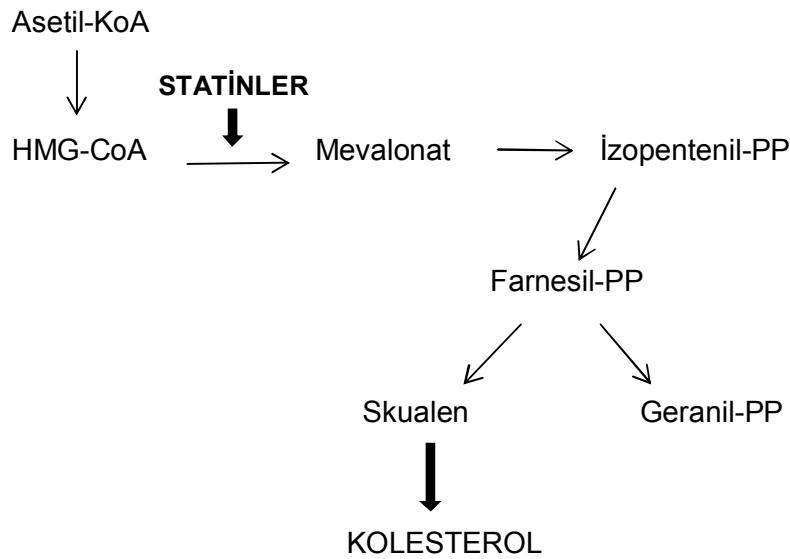 Asetil-KoA
STATİNLER
HMG-CoA
Mevalonat
İzopentenil-PP
Farnesil-PP
Skualen
Geranil-PP
KOLESTEROL